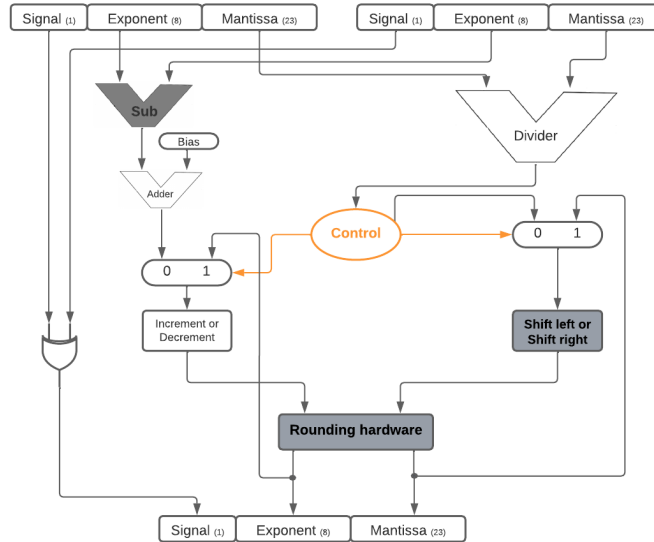 Signal (1) Exponent (8) Mantissa (23) Signal (1) Exponent (8) Mantissa (23)
Sub
Divider
Bias
Adder
Control
0 1
0 1
Increment or
Decrement
Shift left or
Shift right
Rounding hardware
Signal (1) Exponent (8) Mantissa (23)